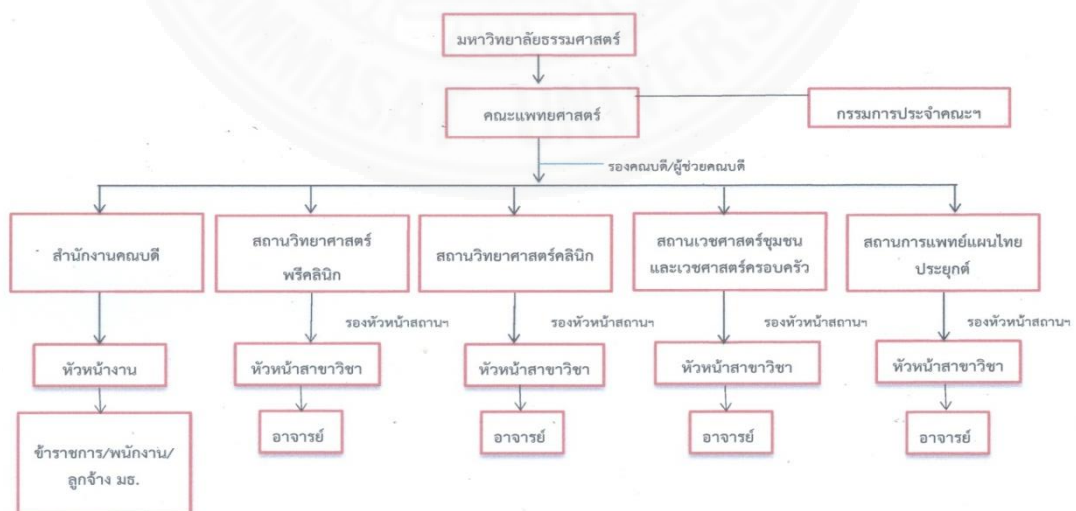 มหาวิทยาลัยธรรมศาสตร์
คณะแพทยศาสตร์
กรรมการประจำคณะฯ
รองคณบดี/ผู้ช่วยคณบดี
สำนักงานคณบดี
สถานวิทยาศาสตร์
พรีคลินิก
สถานวิทยาศาสตร์คลินิก
สถานเวชศาสตร์ชุมชน
และเวชศาสตร์ครอบครัว
สถานการแพทย์แผนไทย
ประยุกต์
รองหัวหน้าสถานฯ
รองหัวหน้าสถานฯ
รองหัวหน้าสถานฯ
รองหัวหน้าสถานฯ
หัวหน้างาน
หัวหน้าสาขาวิชา
หัวหน้าสาขาวิชา
หัวหน้าสาขาวิชา
หัวหน้าสาขาวิชา
ข้าราชการ/พนักงาน/
ลูกจ้าง มธ.
อาจารย์
อาจารย์
อาจารย์
อาจารย์